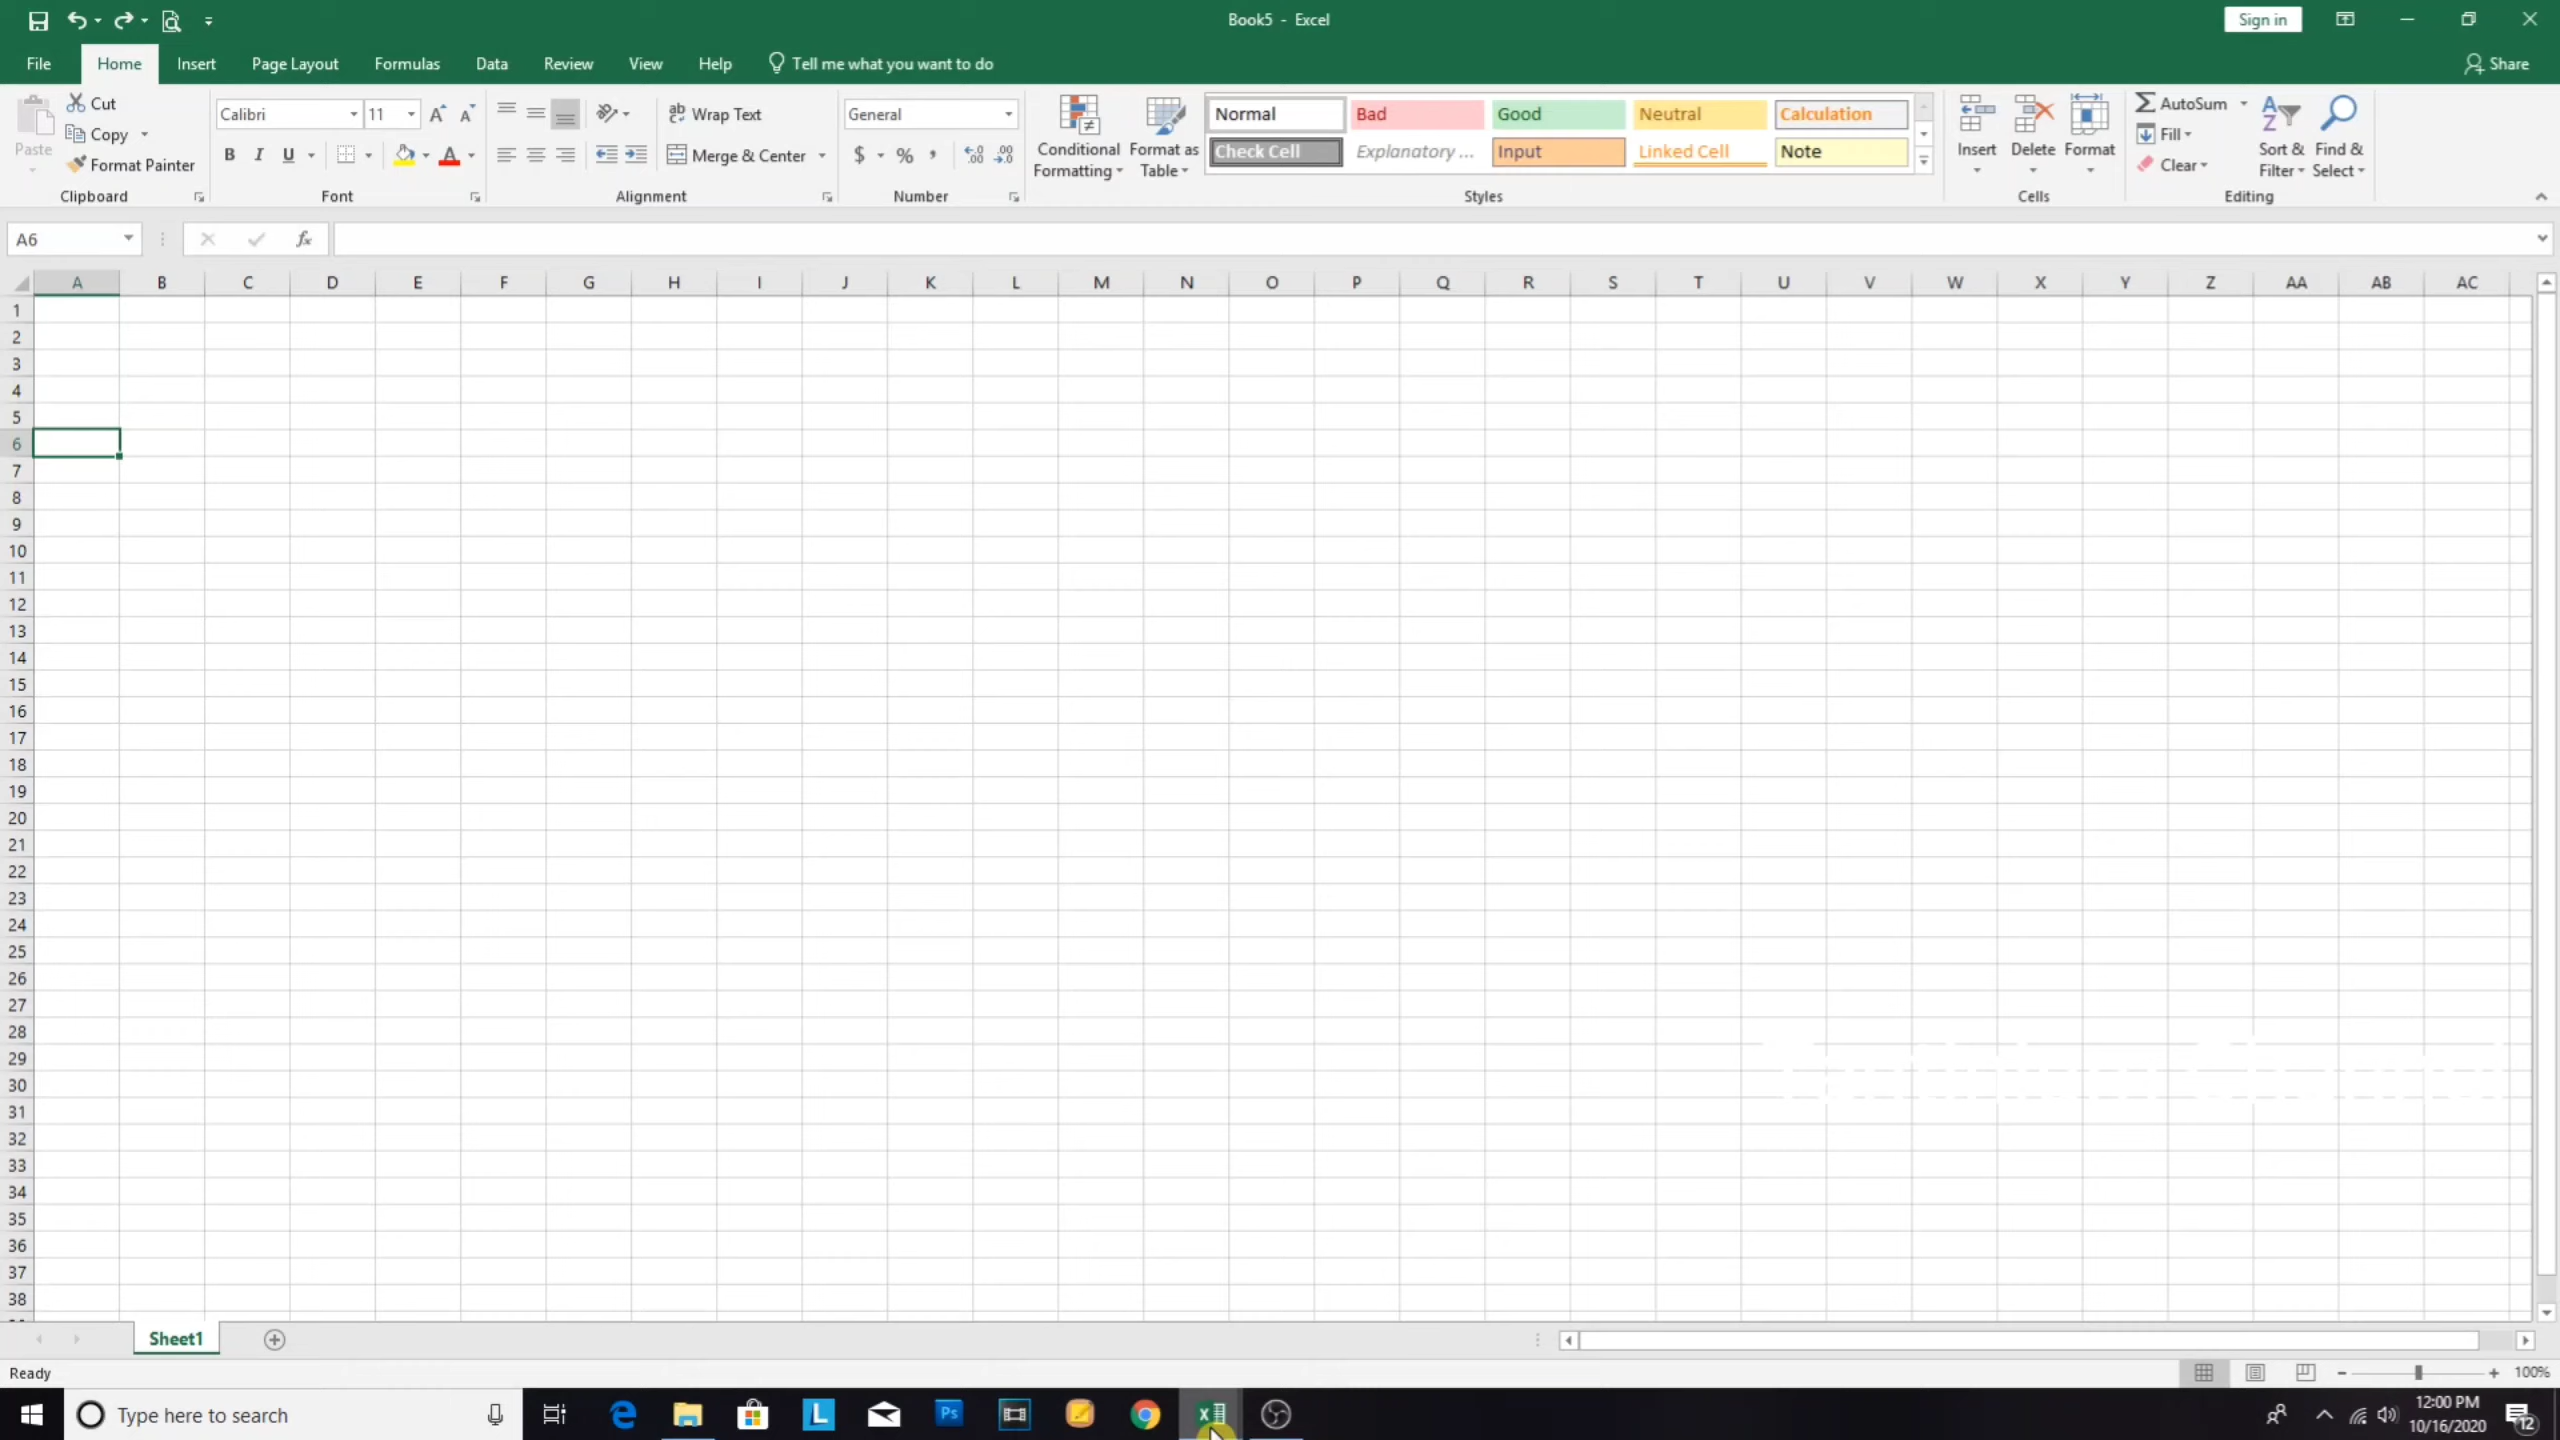 Book5 - Excel
Sign in
File Home Insert Page Layout Formulas Data Review View Help Tell me what you want to do
Share
Paste
Cut
Copy
Format Painter
Clipboard
Calibri 11
B I U A
Font
Wrap Text
Merge & Center
Alignment
General
$ % ,
Number
Conditional Formatting
Format as Table
Normal Bad Good Neutral Calculation
Check Cell Explanatory ... Input Linked Cell Note
Styles
Insert Delete Format
Cells
AutoSum
Fill
Clear
Sort & Filter
Find & Select
Editing
A6
fx
A B C D E F G H I J K L M N O P Q R S T U V W X Y Z AA AB AC
1
2
3
4
5
6
7
8
9
10
11
12
13
14
15
16
17
18
19
20
21
22
23
24
25
26
27
28
29
30
31
32
33
34
35
36
37
38
Sheet1
Ready
100%
Type here to search
L
Ps
12:00 PM
10/16/2020
12